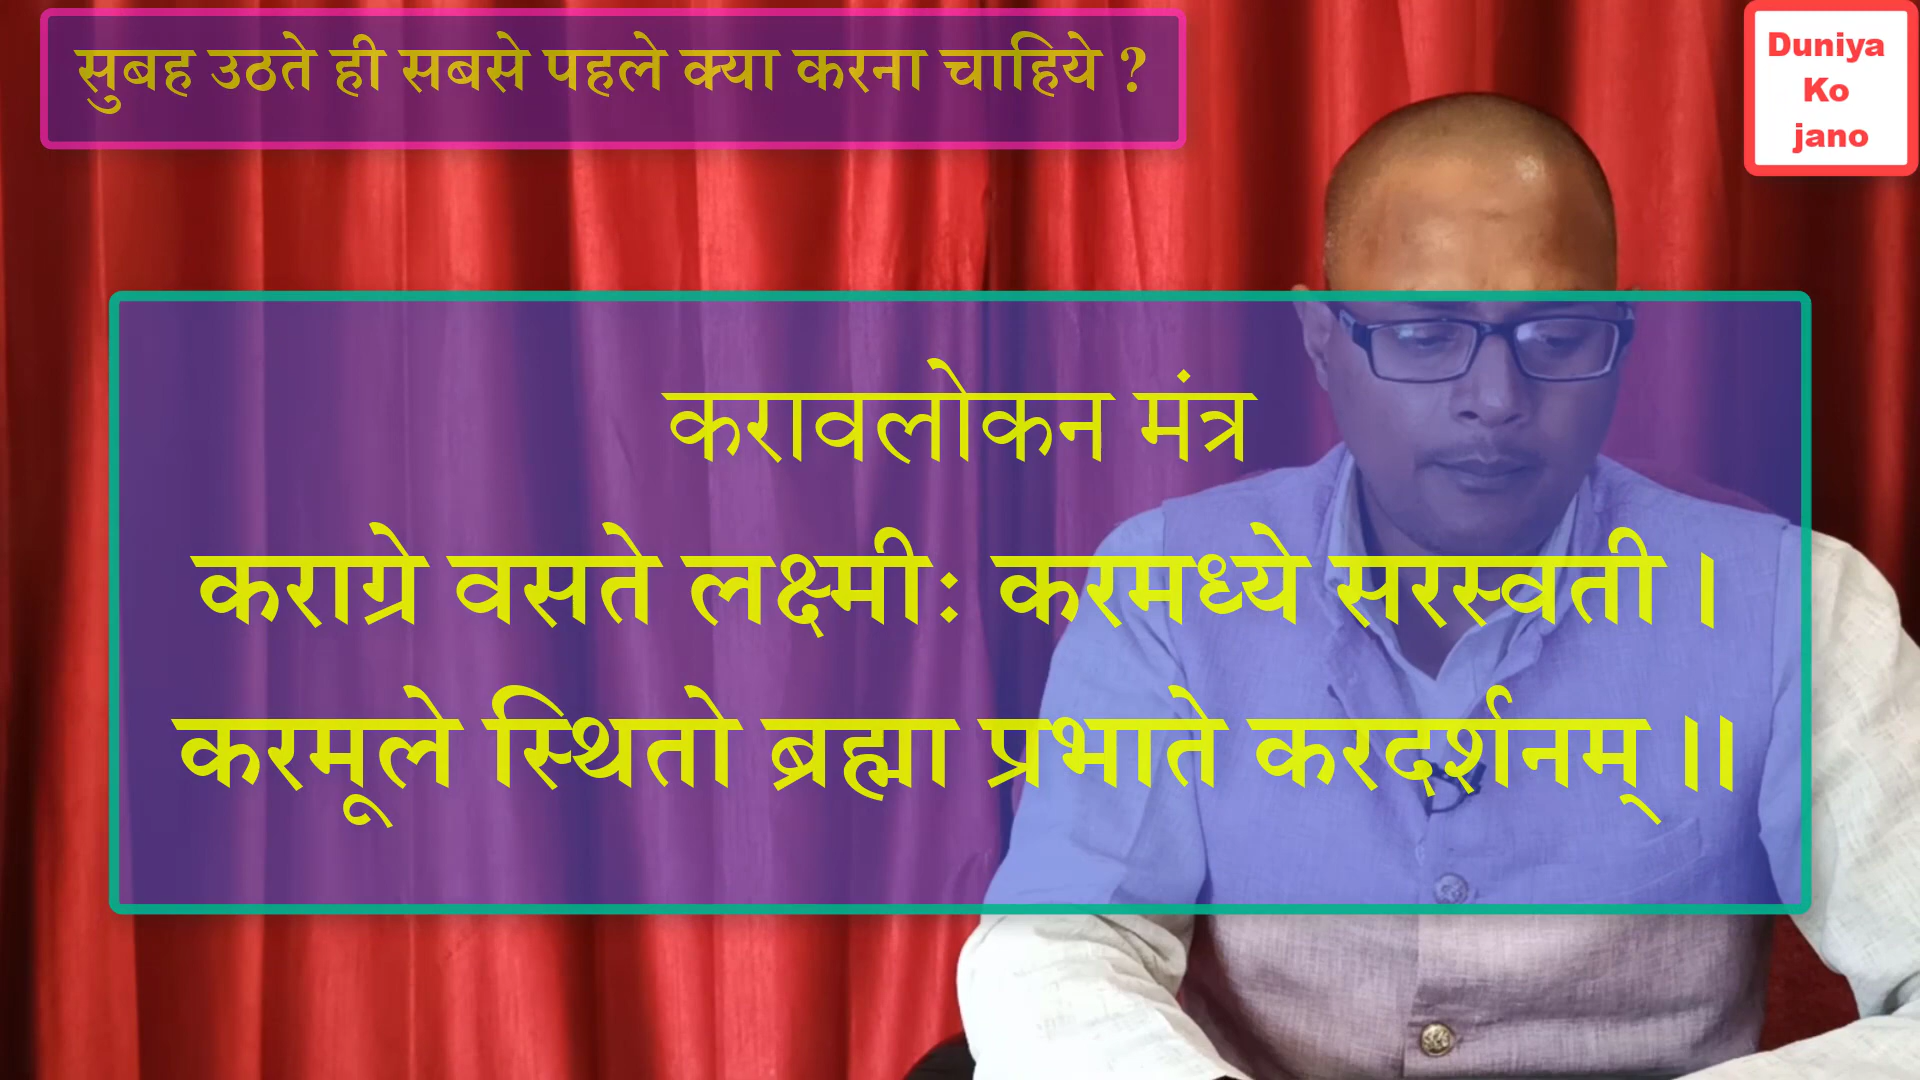 सुबह उठते ही सबसे पहले क्या करना चाहिये ?
Duniya
Ko
jano
करावलोकन मंत्र
कराग्रे वसते लक्ष्मीः करमध्ये सरस्वती ।
करमूले स्थितो ब्रह्मा प्रभाते करदर्शनम् ।।